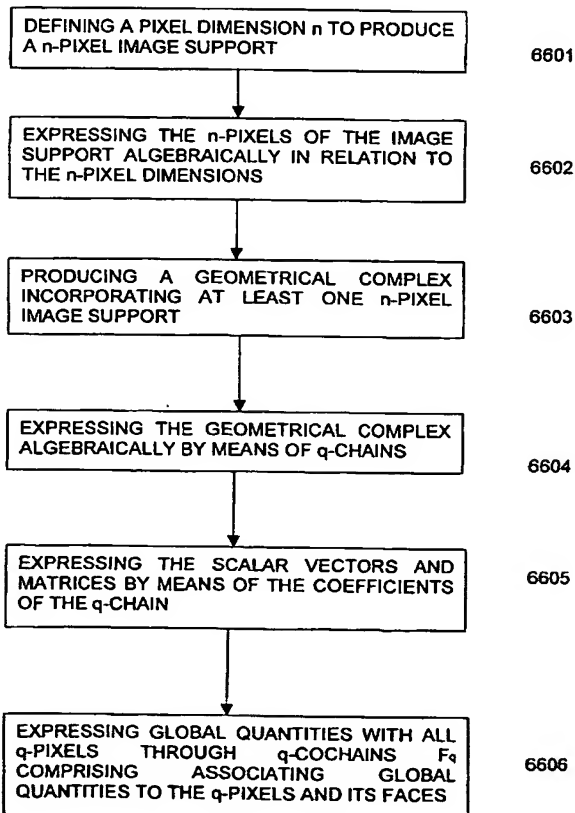 DEFINING A PIXEL DIMENSION n TO PRODUCE
A n-PIXEL IMAGE SUPPORT
6601
EXPRESSING THE n-PIXELS OF THE IMAGE
SUPPORT ALGEBRAICALLY IN RELATION TO
THE n-PIXEL DIMENSIONS
6602
PRODUCING A GEOMETRICAL COMPLEX
INCORPORATING AT LEAST ONE n-PIXEL
IMAGE SUPPORT
6603
EXPRESSING THE GEOMETRICAL COMPLEX
ALGEBRAICALLY BY MEANS OF q-CHAINS
6604
EXPRESSING THE SCALAR VECTORS AND
MATRICES BY MEANS OF THE COEFFICIENTS
OF THE q-CHAIN
6605
EXPRESSING GLOBAL QUANTITIES WITH ALL
q-PIXELS THROUGH q-COCHAINS Fq
COMPRISING ASSOCIATING GLOBAL
QUANTITIES TO THE q-PIXELS AND ITS FACES
6606